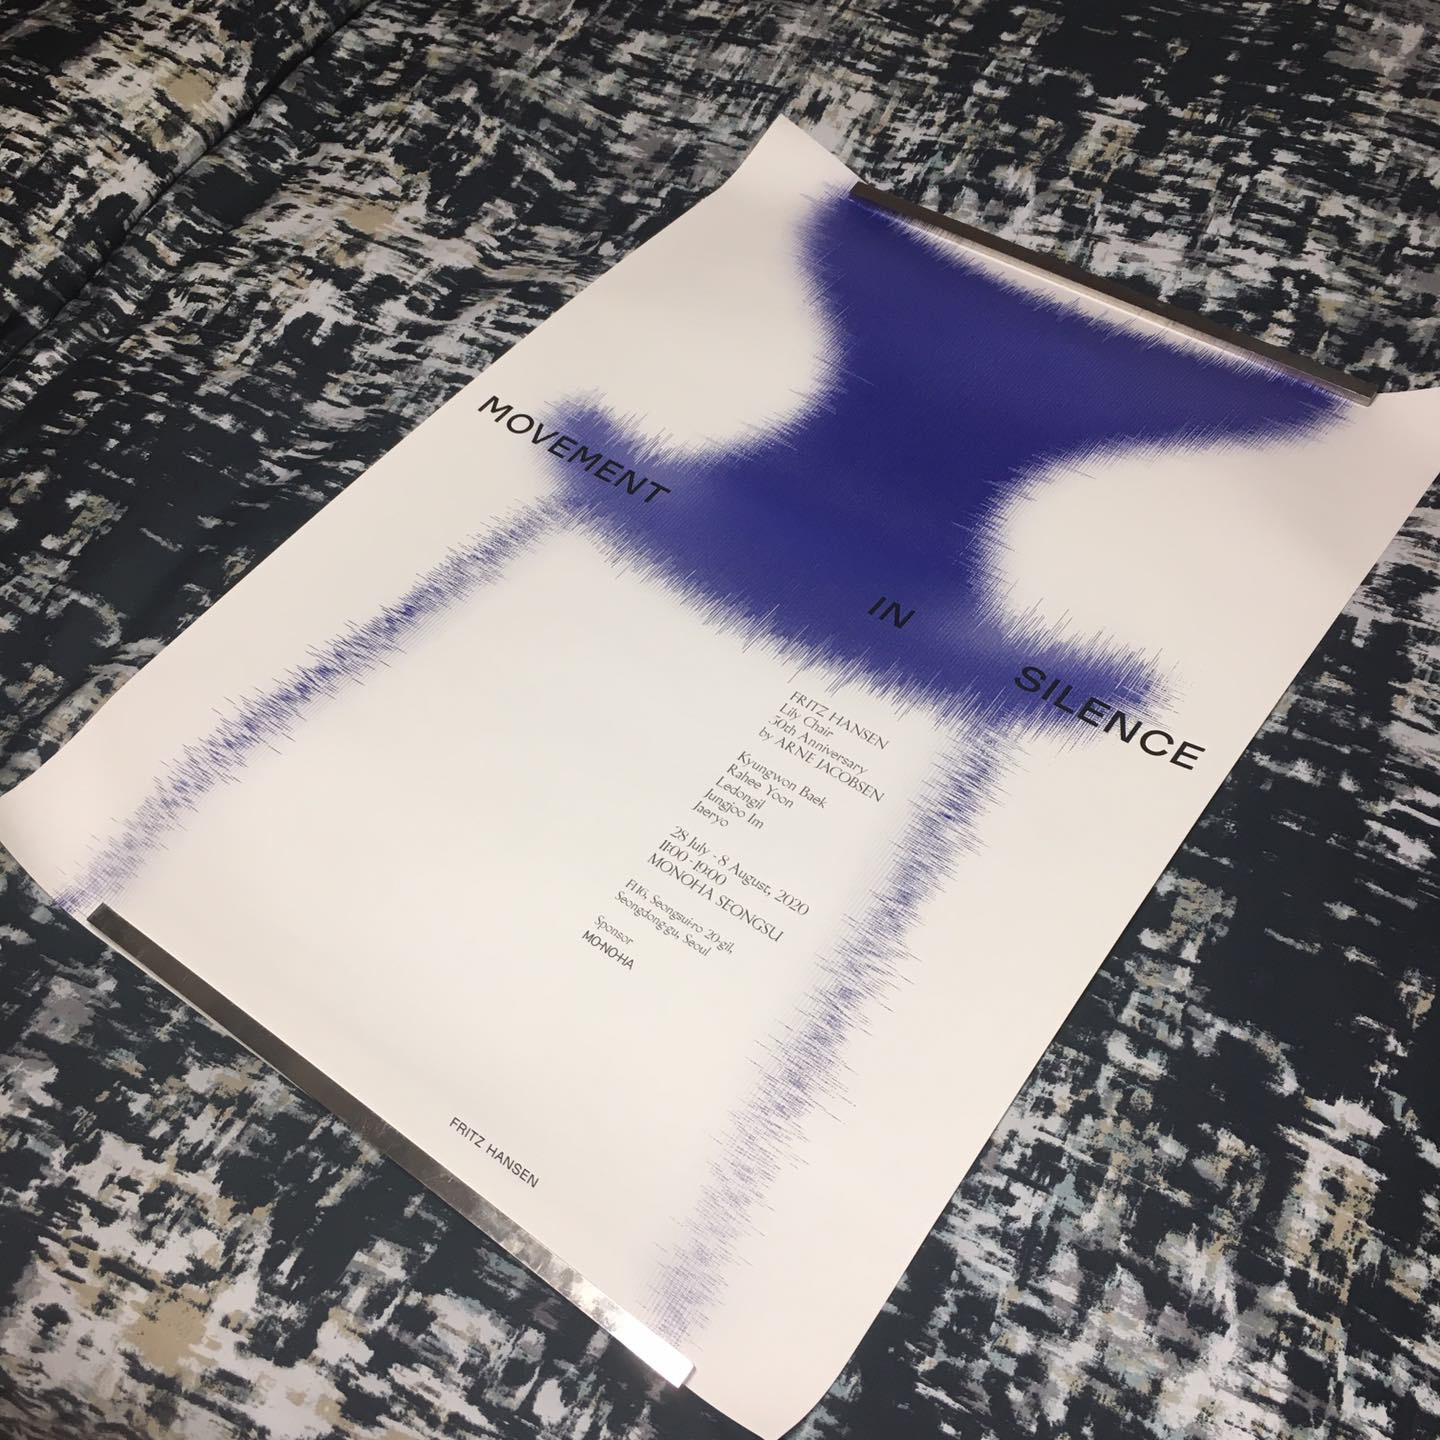 MOVEMENT
IN
SILENCE
FRITZ HANSEN
Lily Chair
50th Anniversary
by ARNE JACOBSEN
Kyungwon Baek
Rahee Yoon
Ledongil
Jungjoo Im
Jaeryo
28 July - 8 August, 2020
11:00 - 19:00
MONOHA SEONGSU
F1 16, Seongsui-ro 20-gil,
Seongdong-gu, Seoul
Sponsor
MO-NO-HA
FRITZ HANSEN